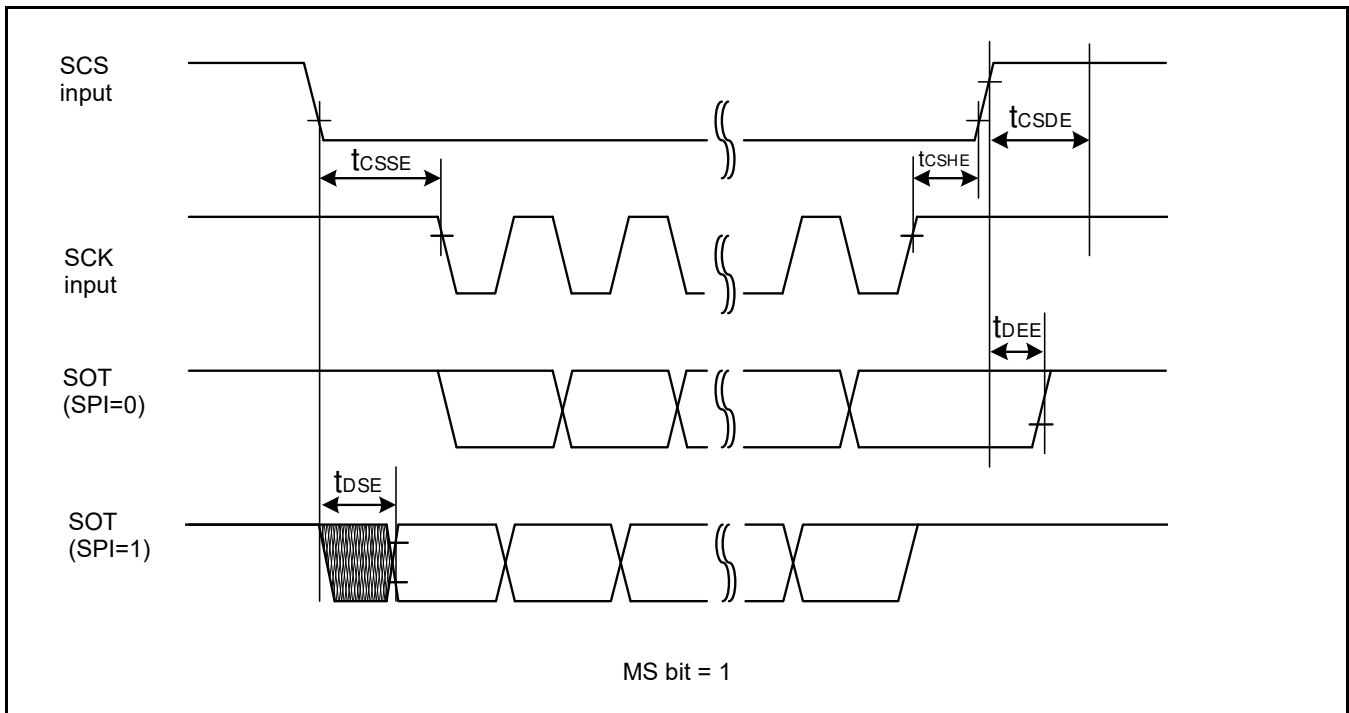 SCS
input
tCSDE
tCSSE
tCSHE
SCK
input
tDEE
SOT
(SPI=0)
tDSE
SOT
(SPI=1)
MS bit = 1